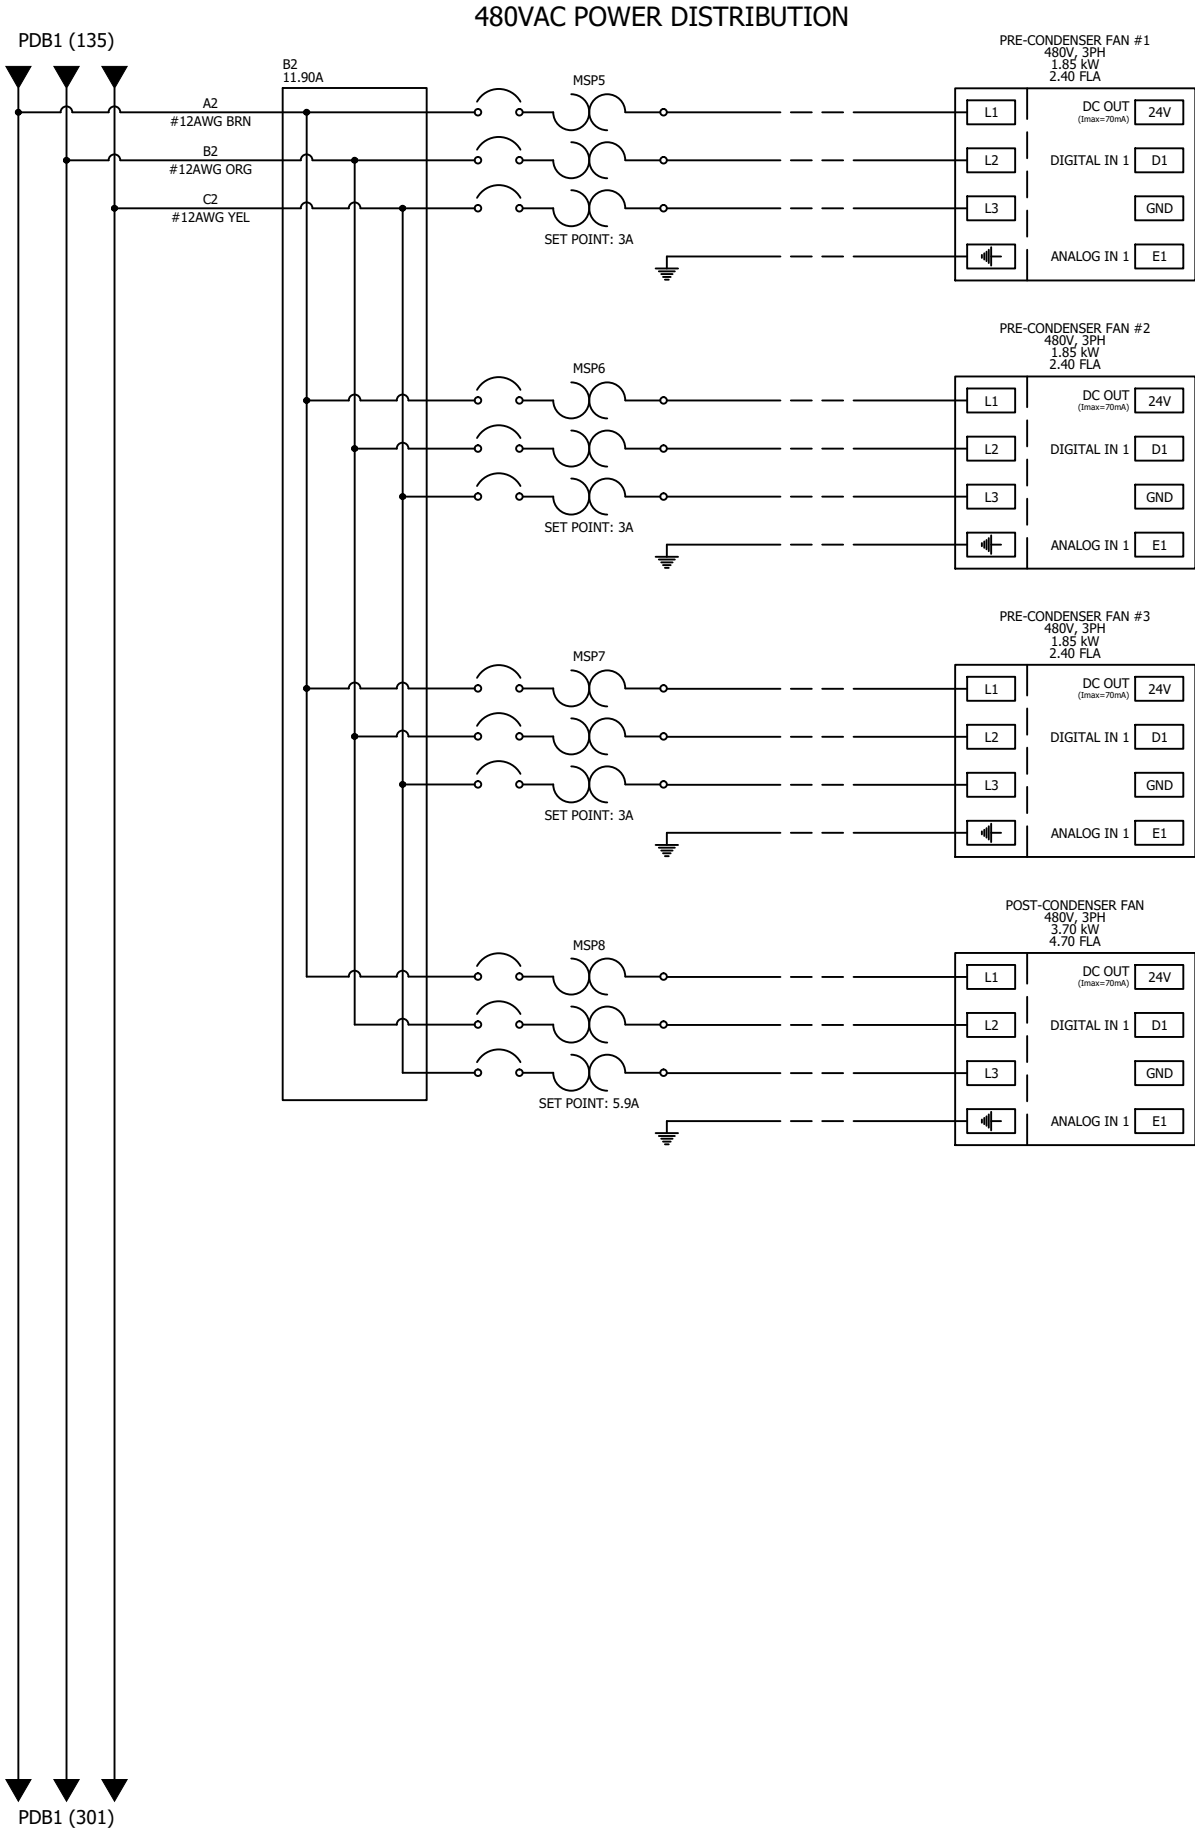 480VAC POWER DISTRIBUTION
PDB1 (135)
B2
11.90A
A2
#12AWG BRN
B2
#12AWG ORG
C2
#12AWG YEL
MSP5
SET POINT: 3A
PRE-CONDENSER FAN #1
480V, 3PH
1.85 kW
2.40 FLA
L1
DC OUT
(Imax=70mA)
24V
L2
DIGITAL IN 1
D1
L3
GND
ANALOG IN 1
E1
MSP6
SET POINT: 3A
PRE-CONDENSER FAN #2
480V, 3PH
1.85 kW
2.40 FLA
L1
DC OUT
(Imax=70mA)
24V
L2
DIGITAL IN 1
D1
L3
GND
ANALOG IN 1
E1
MSP7
SET POINT: 3A
PRE-CONDENSER FAN #3
480V, 3PH
1.85 kW
2.40 FLA
L1
DC OUT
(Imax=70mA)
24V
L2
DIGITAL IN 1
D1
L3
GND
ANALOG IN 1
E1
MSP8
SET POINT: 5.9A
POST-CONDENSER FAN
480V, 3PH
3.70 kW
4.70 FLA
L1
DC OUT
(Imax=70mA)
24V
L2
DIGITAL IN 1
D1
L3
GND
ANALOG IN 1
E1
PDB1 (301)